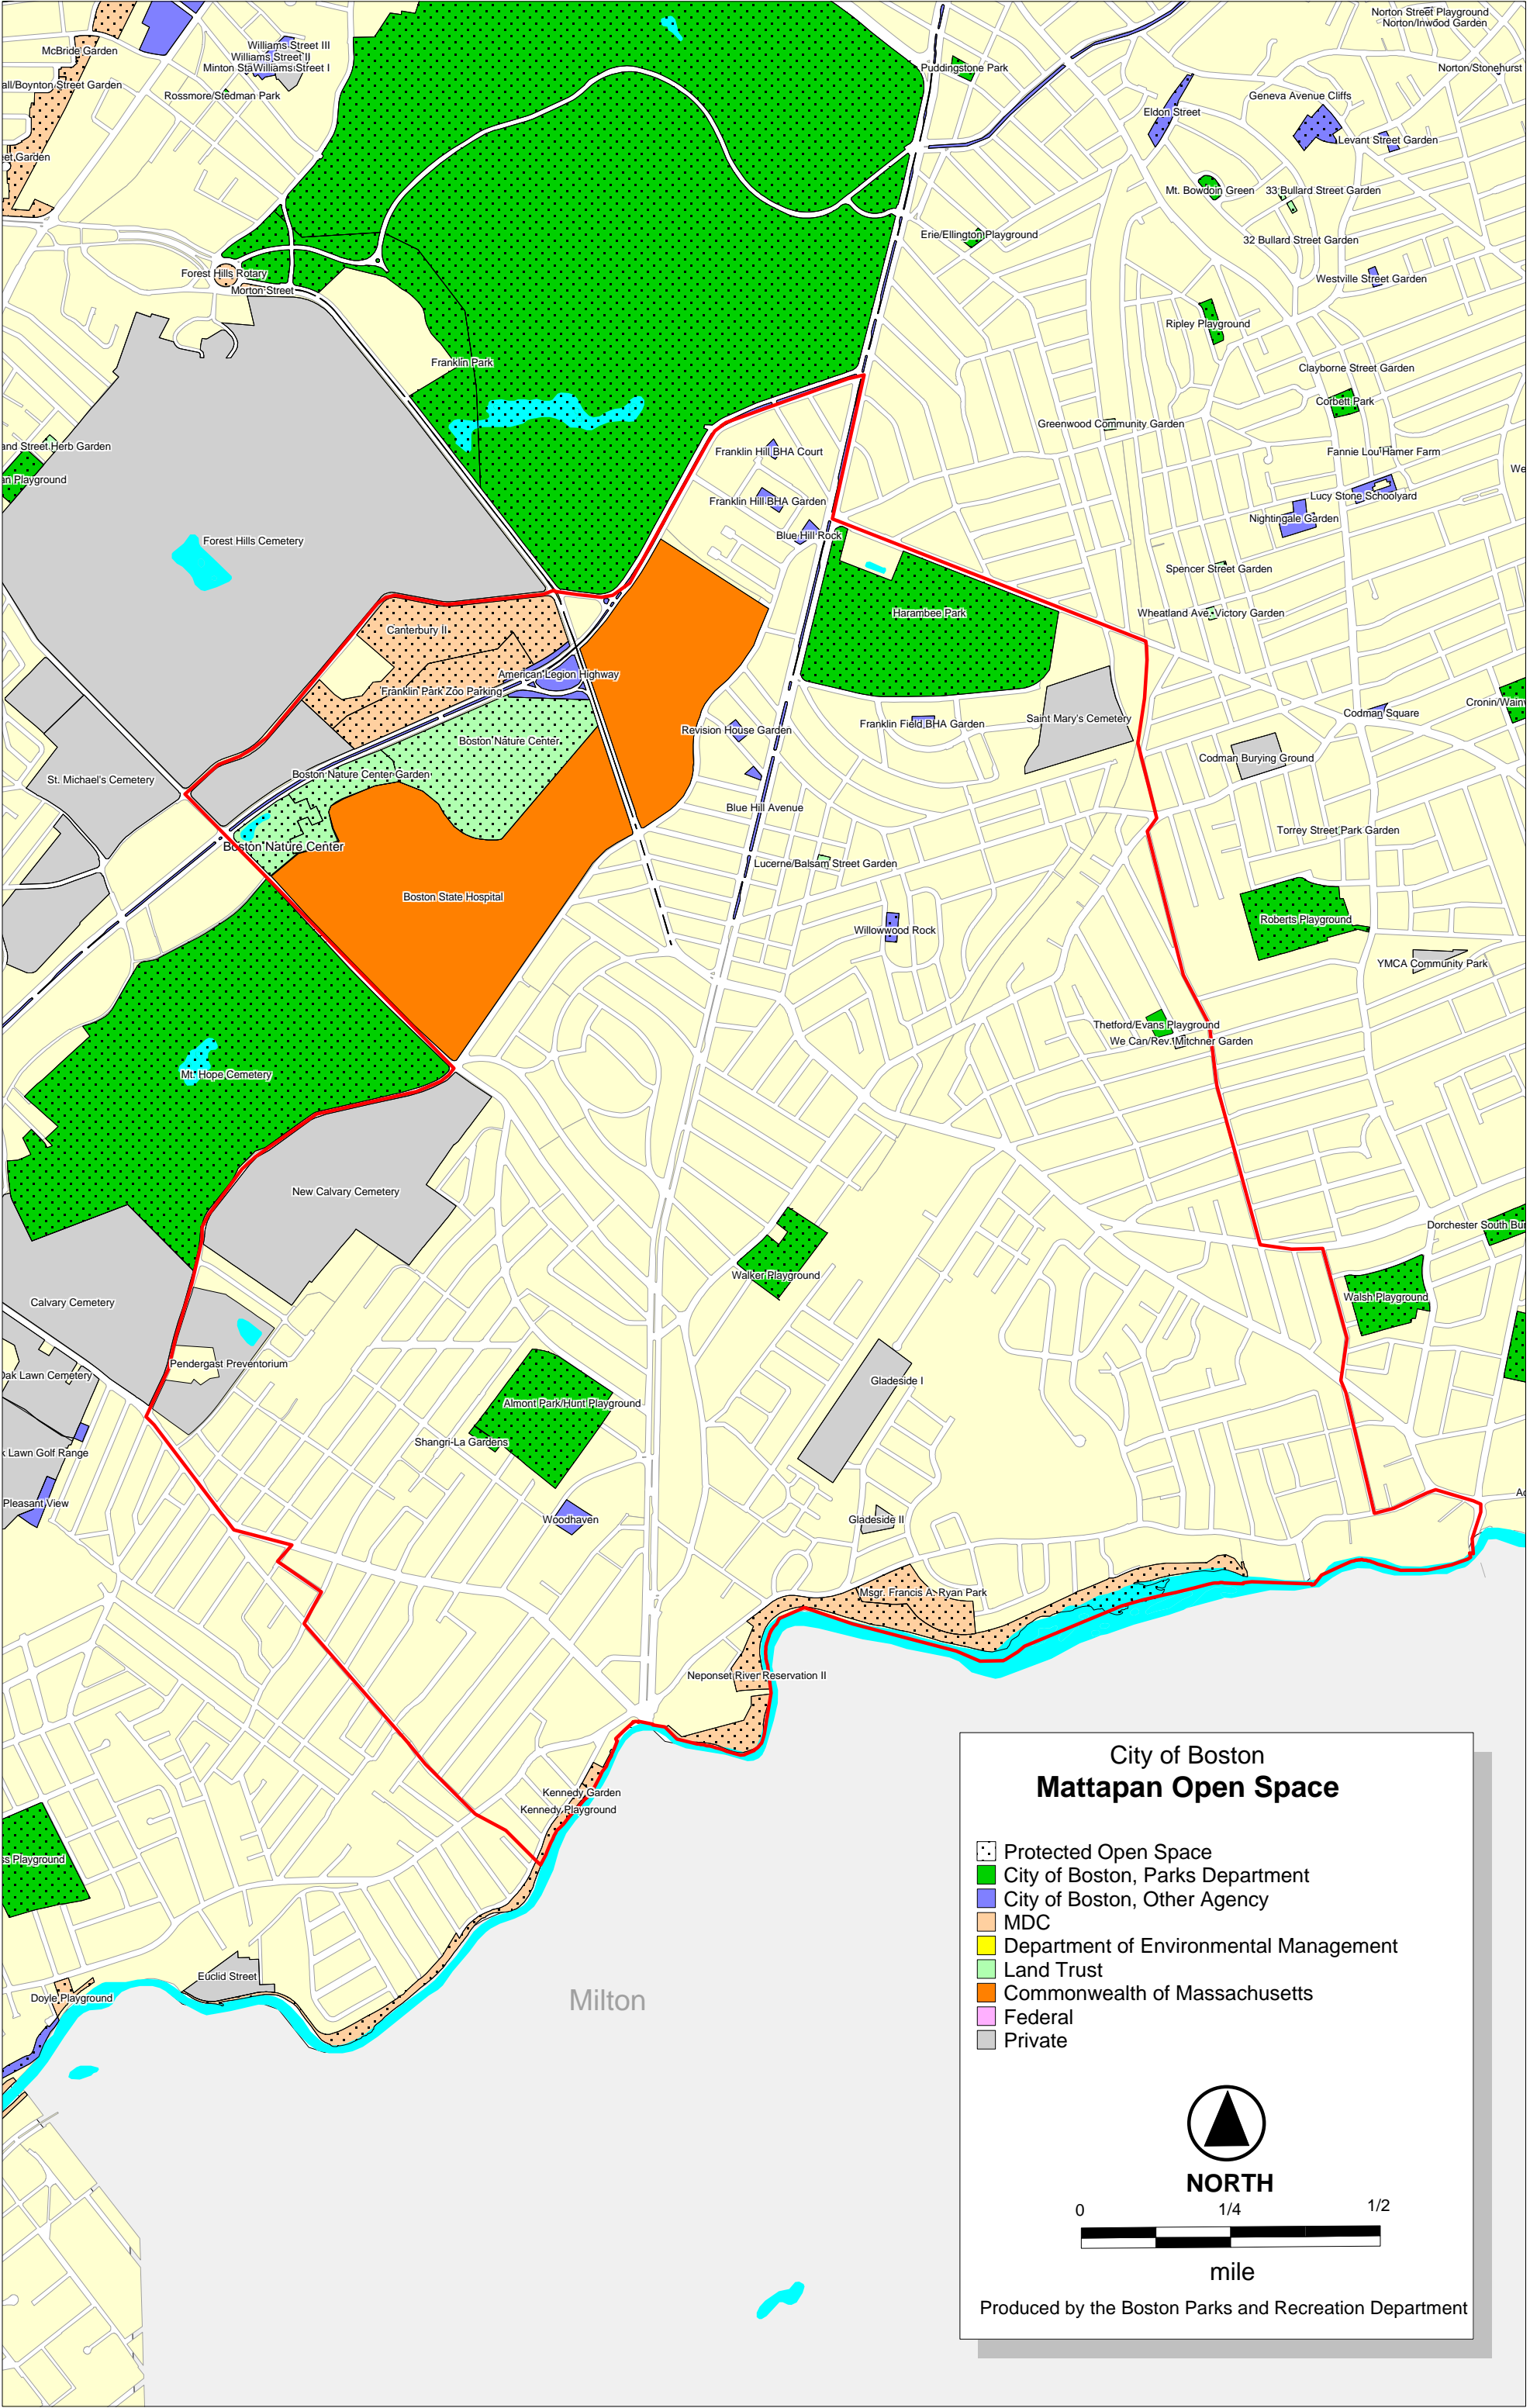 Norton Street Playground
Norton/Inwood Garden
McBride Garden
Williams Street III
Williams Street II
Minton Sta
Williams Street I
Puddingstone Park
Norton/Stonehurst
all/Boynton Street Garden
Rossmore/Stedman Park
Geneva Avenue Cliffs
Eldon Street
Levant Street Garden
eet Garden
Mt. Bowdoin Green
33 Bullard Street Garden
Erie/Ellington Playground
32 Bullard Street Garden
Forest Hills Rotary
Westville Street Garden
Morton Street
Ripley Playground
Franklin Park
Clayborne Street Garden
Corbett Park
Greenwood Community Garden
and Street Herb Garden
Franklin Hill BHA Court
Fannie Lou Hamer Farm
We
an Playground
Franklin Hill BHA Garden
Lucy Stone Schoolyard
Nightingale Garden
Blue Hill Rock
Forest Hills Cemetery
Spencer Street Garden
Harambee Park
Wheatland Ave. Victory Garden
Canterbury II
American Legion Highway
Franklin Park Zoo Parking
Cronin/Wainw
Codman Square
Saint Mary's Cemetery
Franklin Field BHA Garden
Revision House Garden
Boston Nature Center
Codman Burying Ground
Boston Nature Center Garden
St. Michael's Cemetery
Blue Hill Avenue
Torrey Street Park Garden
Boston Nature Center
Lucerne/Balsam Street Garden
Boston State Hospital
Roberts Playground
Willowwood Rock
YMCA Community Park
Thetford/Evans Playground
We Can/Rev. Mitchner Garden
Mt. Hope Cemetery
New Calvary Cemetery
Dorchester South Bur
Walker Playground
Walsh Playground
Calvary Cemetery
Pendergast Preventorium
Oak Lawn Cemetery
Gladeside I
Almont Park/Hunt Playground
Shangri-La Gardens
k Lawn Golf Range
Ad
Pleasant View
Woodhaven
Gladeside II
Msgr. Francis A. Ryan Park
Neponset River Reservation II
Kennedy Garden
Kennedy Playground
ss Playground
Euclid Street
Doyle Playground
Milton
City of Boston
Mattapan Open Space
Protected Open Space
City of Boston, Parks Department
City of Boston, Other Agency
MDC
Department of Environmental Management
Land Trust
Commonwealth of Massachusetts
Federal
Private
NORTH
0 1/4 1/2
mile
Produced by the Boston Parks and Recreation Department